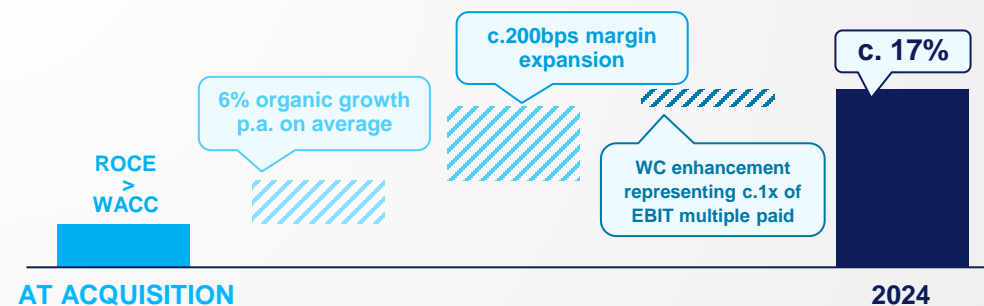 c.200bps margin
expansion
c. 17%
6% organic growth
p.a. on average
ROCE
>
WACC
WC enhancement
representing c.1x of
EBIT multiple paid
AT ACQUISITION
2024